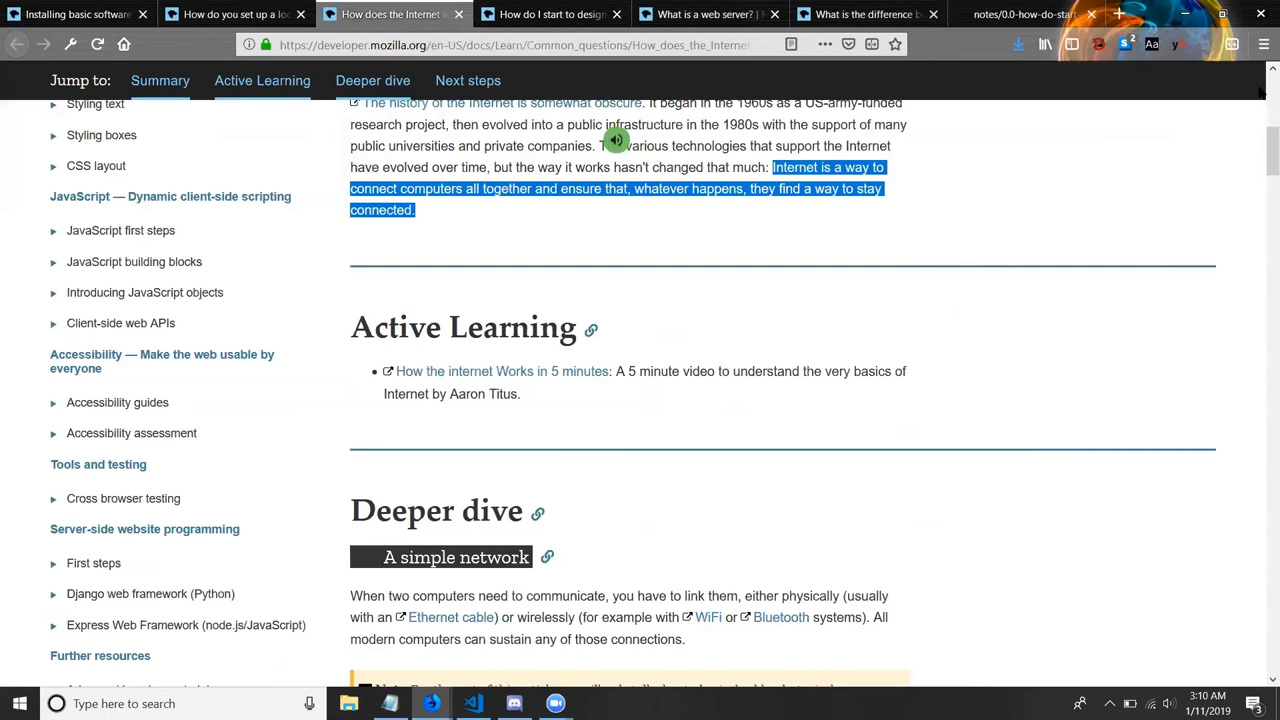 Installing basic software
How do you set up a loc
How does the Internet w
How do I start to design
What is a web server? |
What is the difference b
notes/0.0-how-do-start
https://developer.mozilla.org/en-US/docs/Learn/Common_questions/How_does_the_Internet
2
Aa
Jump to:
Summary
Active Learning
Deeper dive
Next steps
Styling text
Styling boxes
CSS layout
JavaScript — Dynamic client-side scripting
JavaScript first steps
JavaScript building blocks
Introducing JavaScript objects
Client-side web APIs
Accessibility — Make the web usable by
everyone
Accessibility guides
Accessibility assessment
Tools and testing
Cross browser testing
Server-side website programming
First steps
Django web framework (Python)
Express Web Framework (node.js/JavaScript)
Further resources
The history of the Internet is somewhat obscure. It began in the 1960s as a US-army-funded
research project, then evolved into a public infrastructure in the 1980s with the support of many
public universities and private companies. various technologies that support the Internet
have evolved over time, but the way it works hasn't changed that much: Internet is a way to
connect computers all together and ensure that, whatever happens, they find a way to stay
connected.
Active Learning
How the internet Works in 5 minutes: A 5 minute video to understand the very basics of
Internet by Aaron Titus.
Deeper dive
A simple network
When two computers need to communicate, you have to link them, either physically (usually
with an Ethernet cable) or wirelessly (for example with WiFi or Bluetooth systems). All
modern computers can sustain any of those connections.
Type here to search
3:10 AM
1/11/2019
3